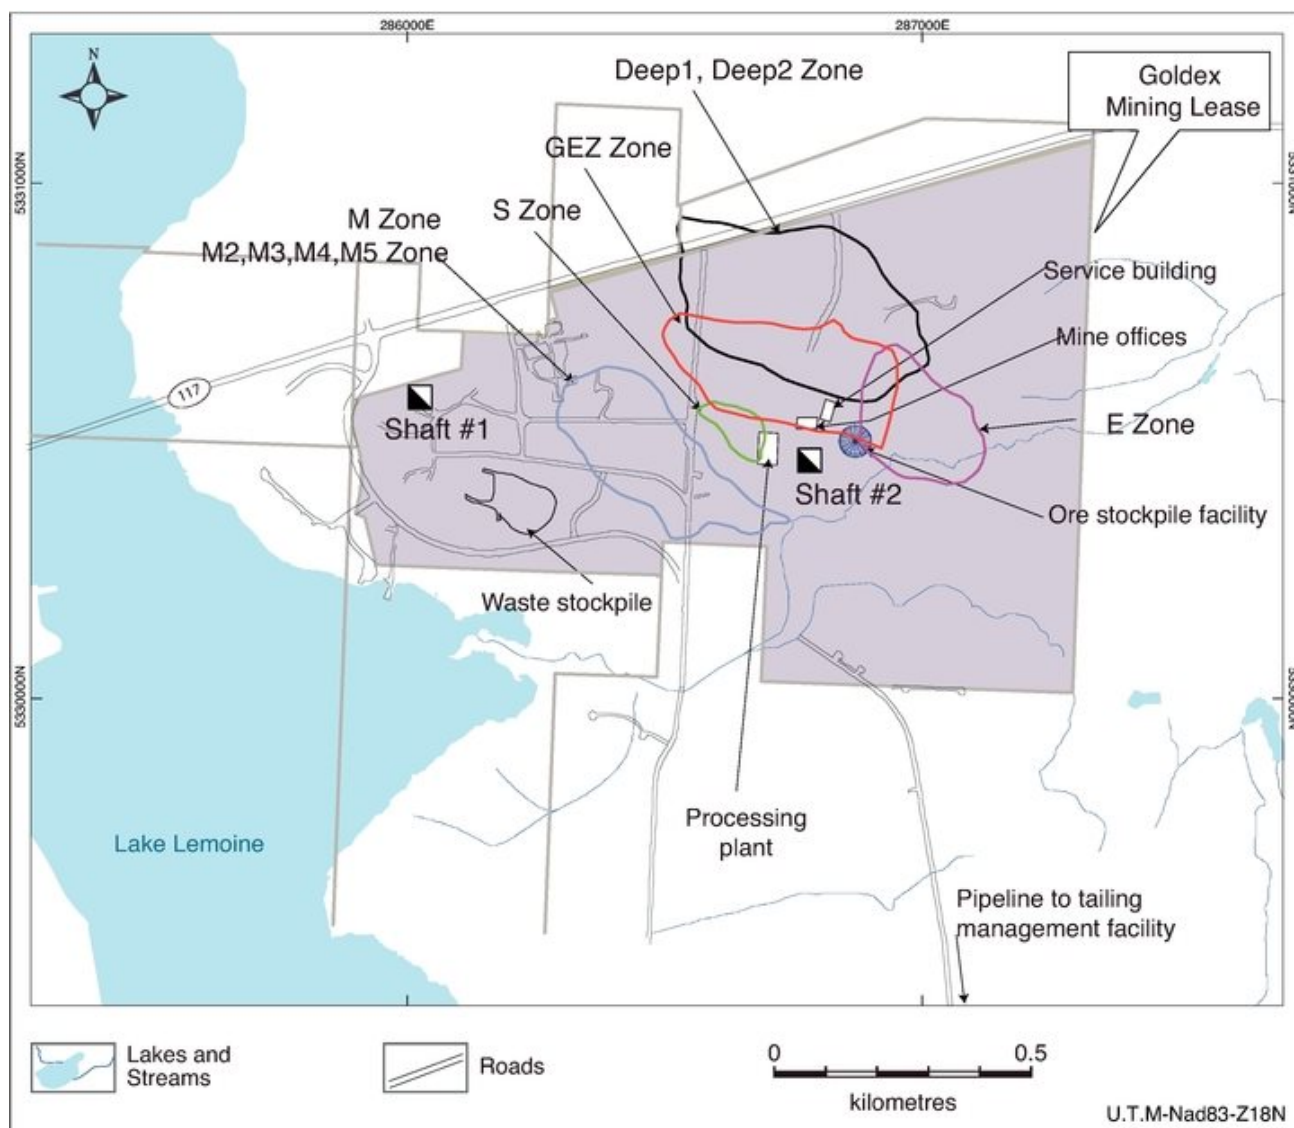 286000E
287000E
N
Deep1, Deep2 Zone
Goldex
Mining Lease
GEZ Zone
5331000N
S Zone
M Zone
M2,M3,M4,M5 Zone
Service building
Mine offices
117
Shaft #1
E Zone
Shaft #2
Ore stockpile facility
Waste stockpile
5330000N
Processing
plant
Lake Lemoine
Pipeline to tailing
management facility
Lakes and
Streams
Roads
0
0.5
kilometres
U.T.M-Nad83-Z18N